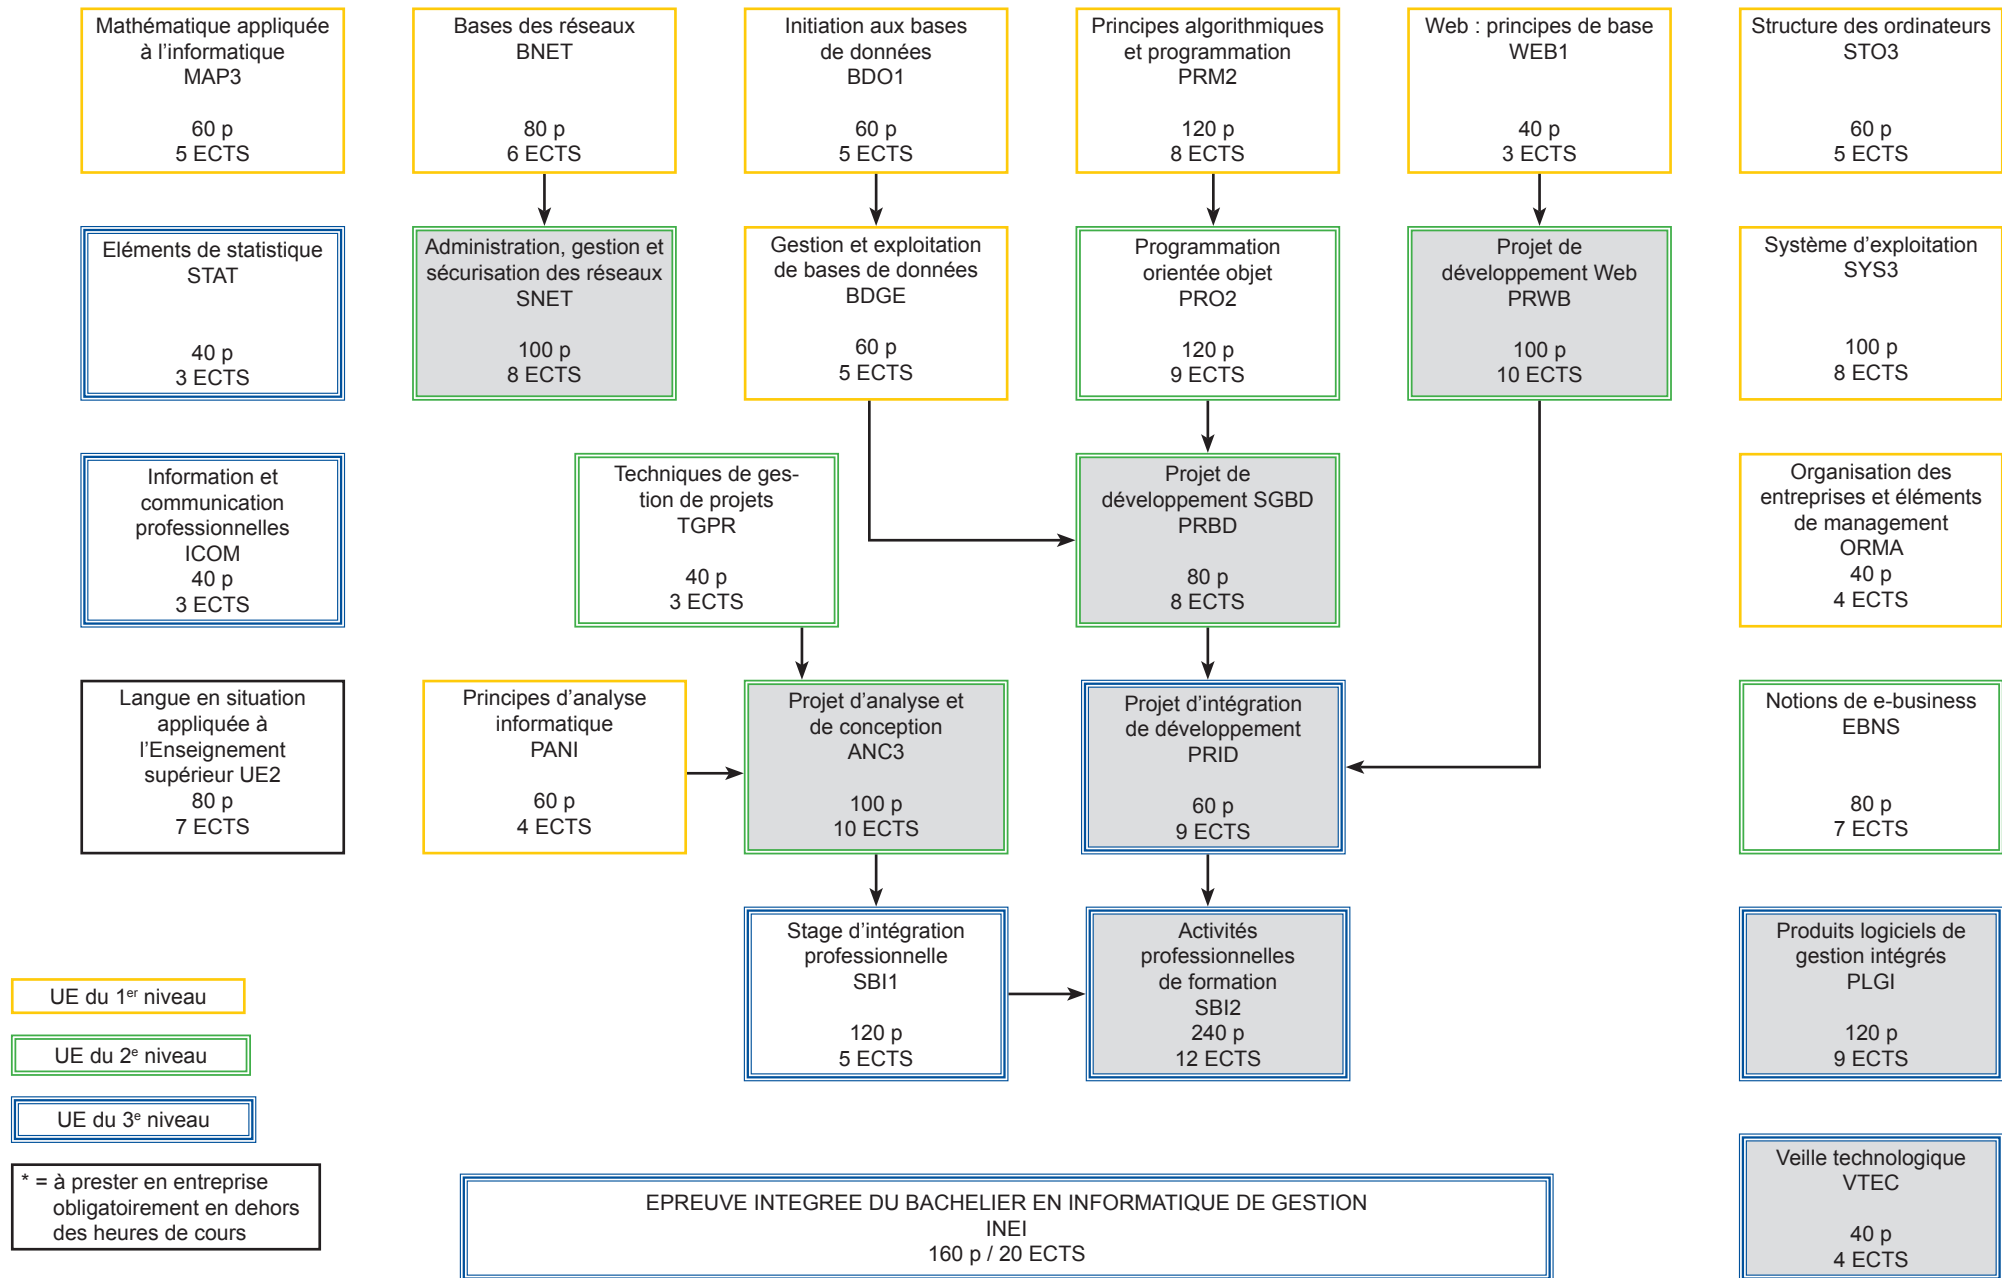 Mathématique appliquée
à l’informatique
MAP3
60 p
5 ECTS
Bases des réseaux
BNET
80 p
6 ECTS
Initiation aux bases
de données
BDO1
60 p
5 ECTS
Principes algorithmiques
et programmation
PRM2
120 p
8 ECTS
Web : principes de base
WEB1
40 p
3 ECTS
Structure des ordinateurs
STO3
60 p
5 ECTS
Eléments de statistique
STAT
40 p
3 ECTS
Administration, gestion et
sécurisation des réseaux
SNET
100 p
8 ECTS
Gestion et exploitation
de bases de données
BDGE
60 p
5 ECTS
Programmation
orientée objet
PRO2
120 p
9 ECTS
Projet de
développement Web
PRWB
100 p
10 ECTS
Système d’exploitation
SYS3
100 p
8 ECTS
Information et
communication
professionnelles
ICOM
40 p
3 ECTS
Techniques de ges-
tion de projets
TGPR
40 p
3 ECTS
Projet de
développement SGBD
PRBD
80 p
8 ECTS
Organisation des
entreprises et éléments
de management
ORMA
40 p
4 ECTS
Langue en situation
appliquée à
l’Enseignement
supérieur UE2
80 p
7 ECTS
Principes d’analyse
informatique
PANI
60 p
4 ECTS
Projet d’analyse et
de conception
ANC3
100 p
10 ECTS
Projet d’intégration
de développement
PRID
60 p
9 ECTS
Notions de e-business
EBNS
80 p
7 ECTS
Stage d’intégration
professionnelle
SBI1
120 p
5 ECTS
Activités
professionnelles
de formation
SBI2
240 p
12 ECTS
Produits logiciels de
gestion intégrés
PLGI
120 p
9 ECTS
UE du 1er niveau
UE du 2e niveau
UE du 3e niveau
* = à prester en entreprise
obligatoirement en dehors
des heures de cours
EPREUVE INTEGREE DU BACHELIER EN INFORMATIQUE DE GESTION
INEI
160 p / 20 ECTS
Veille technologique
VTEC
40 p
4 ECTS